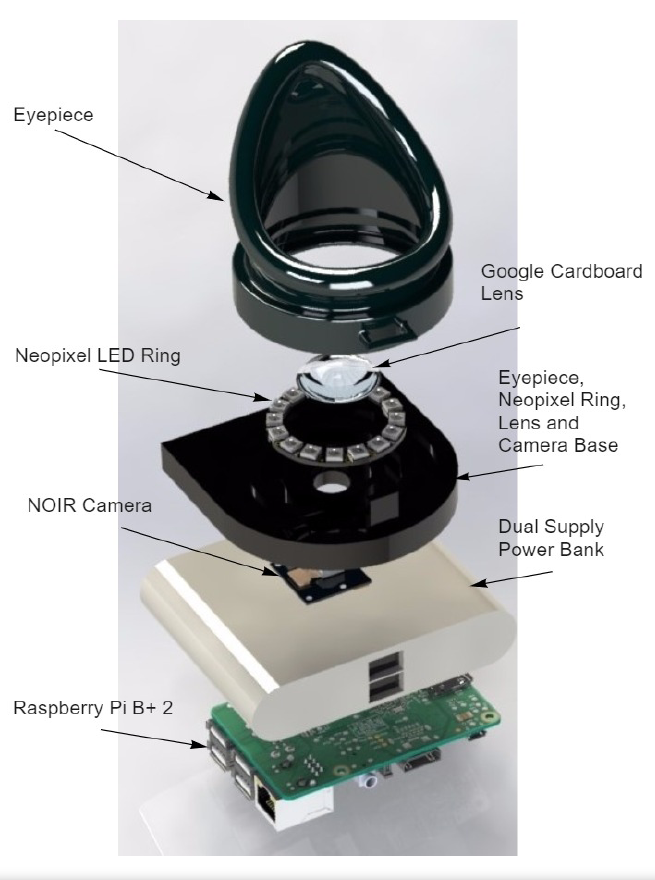 Eyepiece
Google Cardboard
Lens
Neopixel LED Ring
Eyepiece,
Neopixel Ring,
Lens and
Camera Base
NOIR Camera
Dual Supply
Power Bank
Raspberry Pi B+ 2